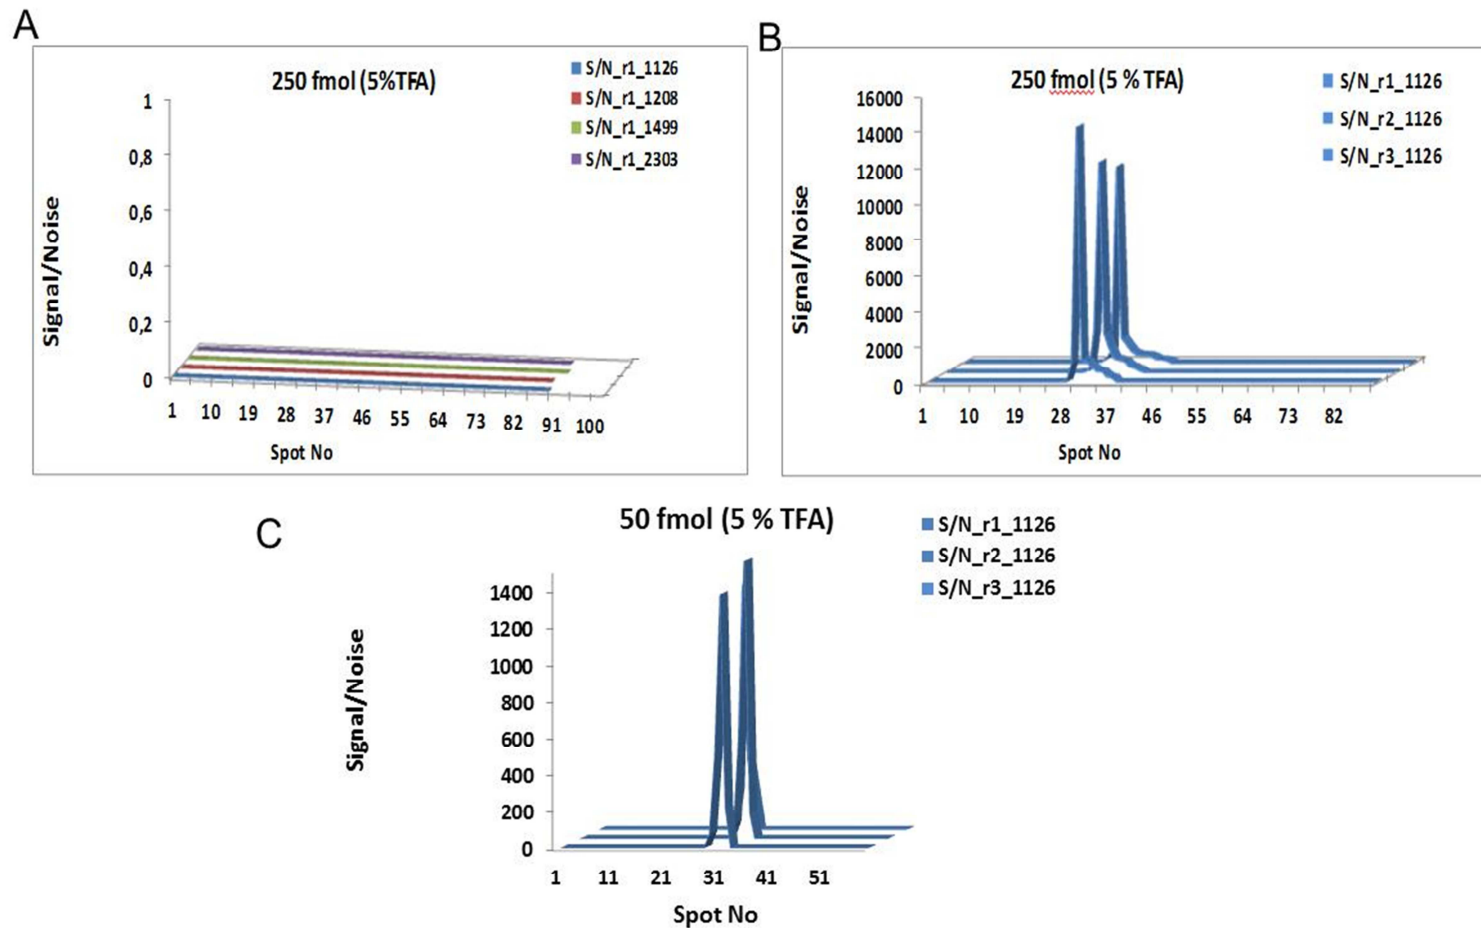 A
250 fmol (5%TFA)
S/N_r1_1126
S/N_r1_1208
S/N_r1_1499
S/N_r1_2303
Signal/Noise
1
0,8
0,6
0,4
0,2
0
1 10 19 28 37 46 55 64 73 82 91 100
Spot No
B
250 fmol (5 % TFA)
S/N_r1_1126
S/N_r2_1126
S/N_r3_1126
Signal/Noise
16000
14000
12000
10000
8000
6000
4000
2000
0
1 10 19 28 37 46 55 64 73 82
Spot No
C
50 fmol (5 % TFA)
S/N_r1_1126
S/N_r2_1126
S/N_r3_1126
Signal/Noise
1400
1200
1000
800
600
400
200
0
1 11 21 31 41 51
Spot No